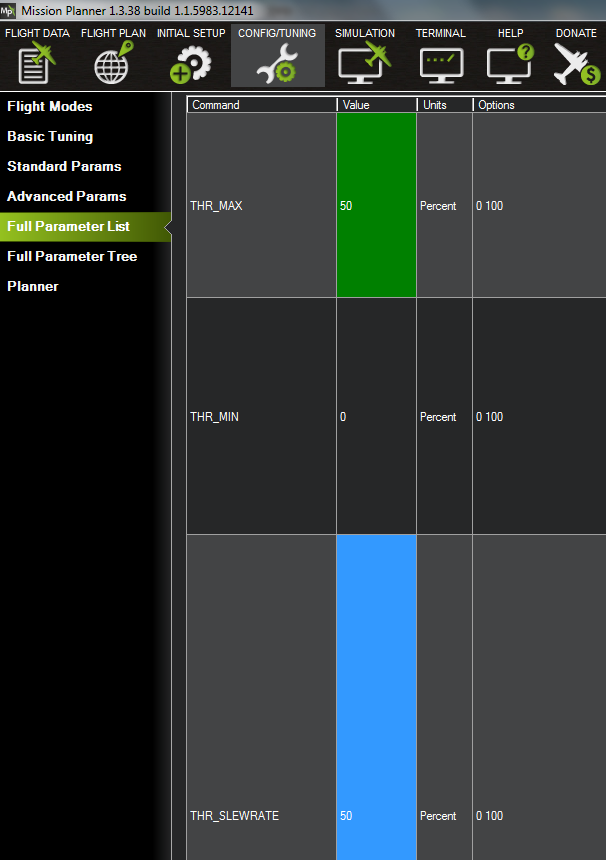 Mp Mission Planner 1.3.38 build 1.1.5983.12141
FLIGHT DATA FLIGHT PLAN INITIAL SETUP CONFIG/TUNING SIMULATION TERMINAL HELP DONATE
Flight Modes
Basic Tuning
Standard Params
Advanced Params
Full Parameter List
Full Parameter Tree
Planner
Command Value Units Options
THR_MAX 50 Percent 0 100
THR_MIN 0 Percent 0 100
THR_SLEWRATE 50 Percent 0 100